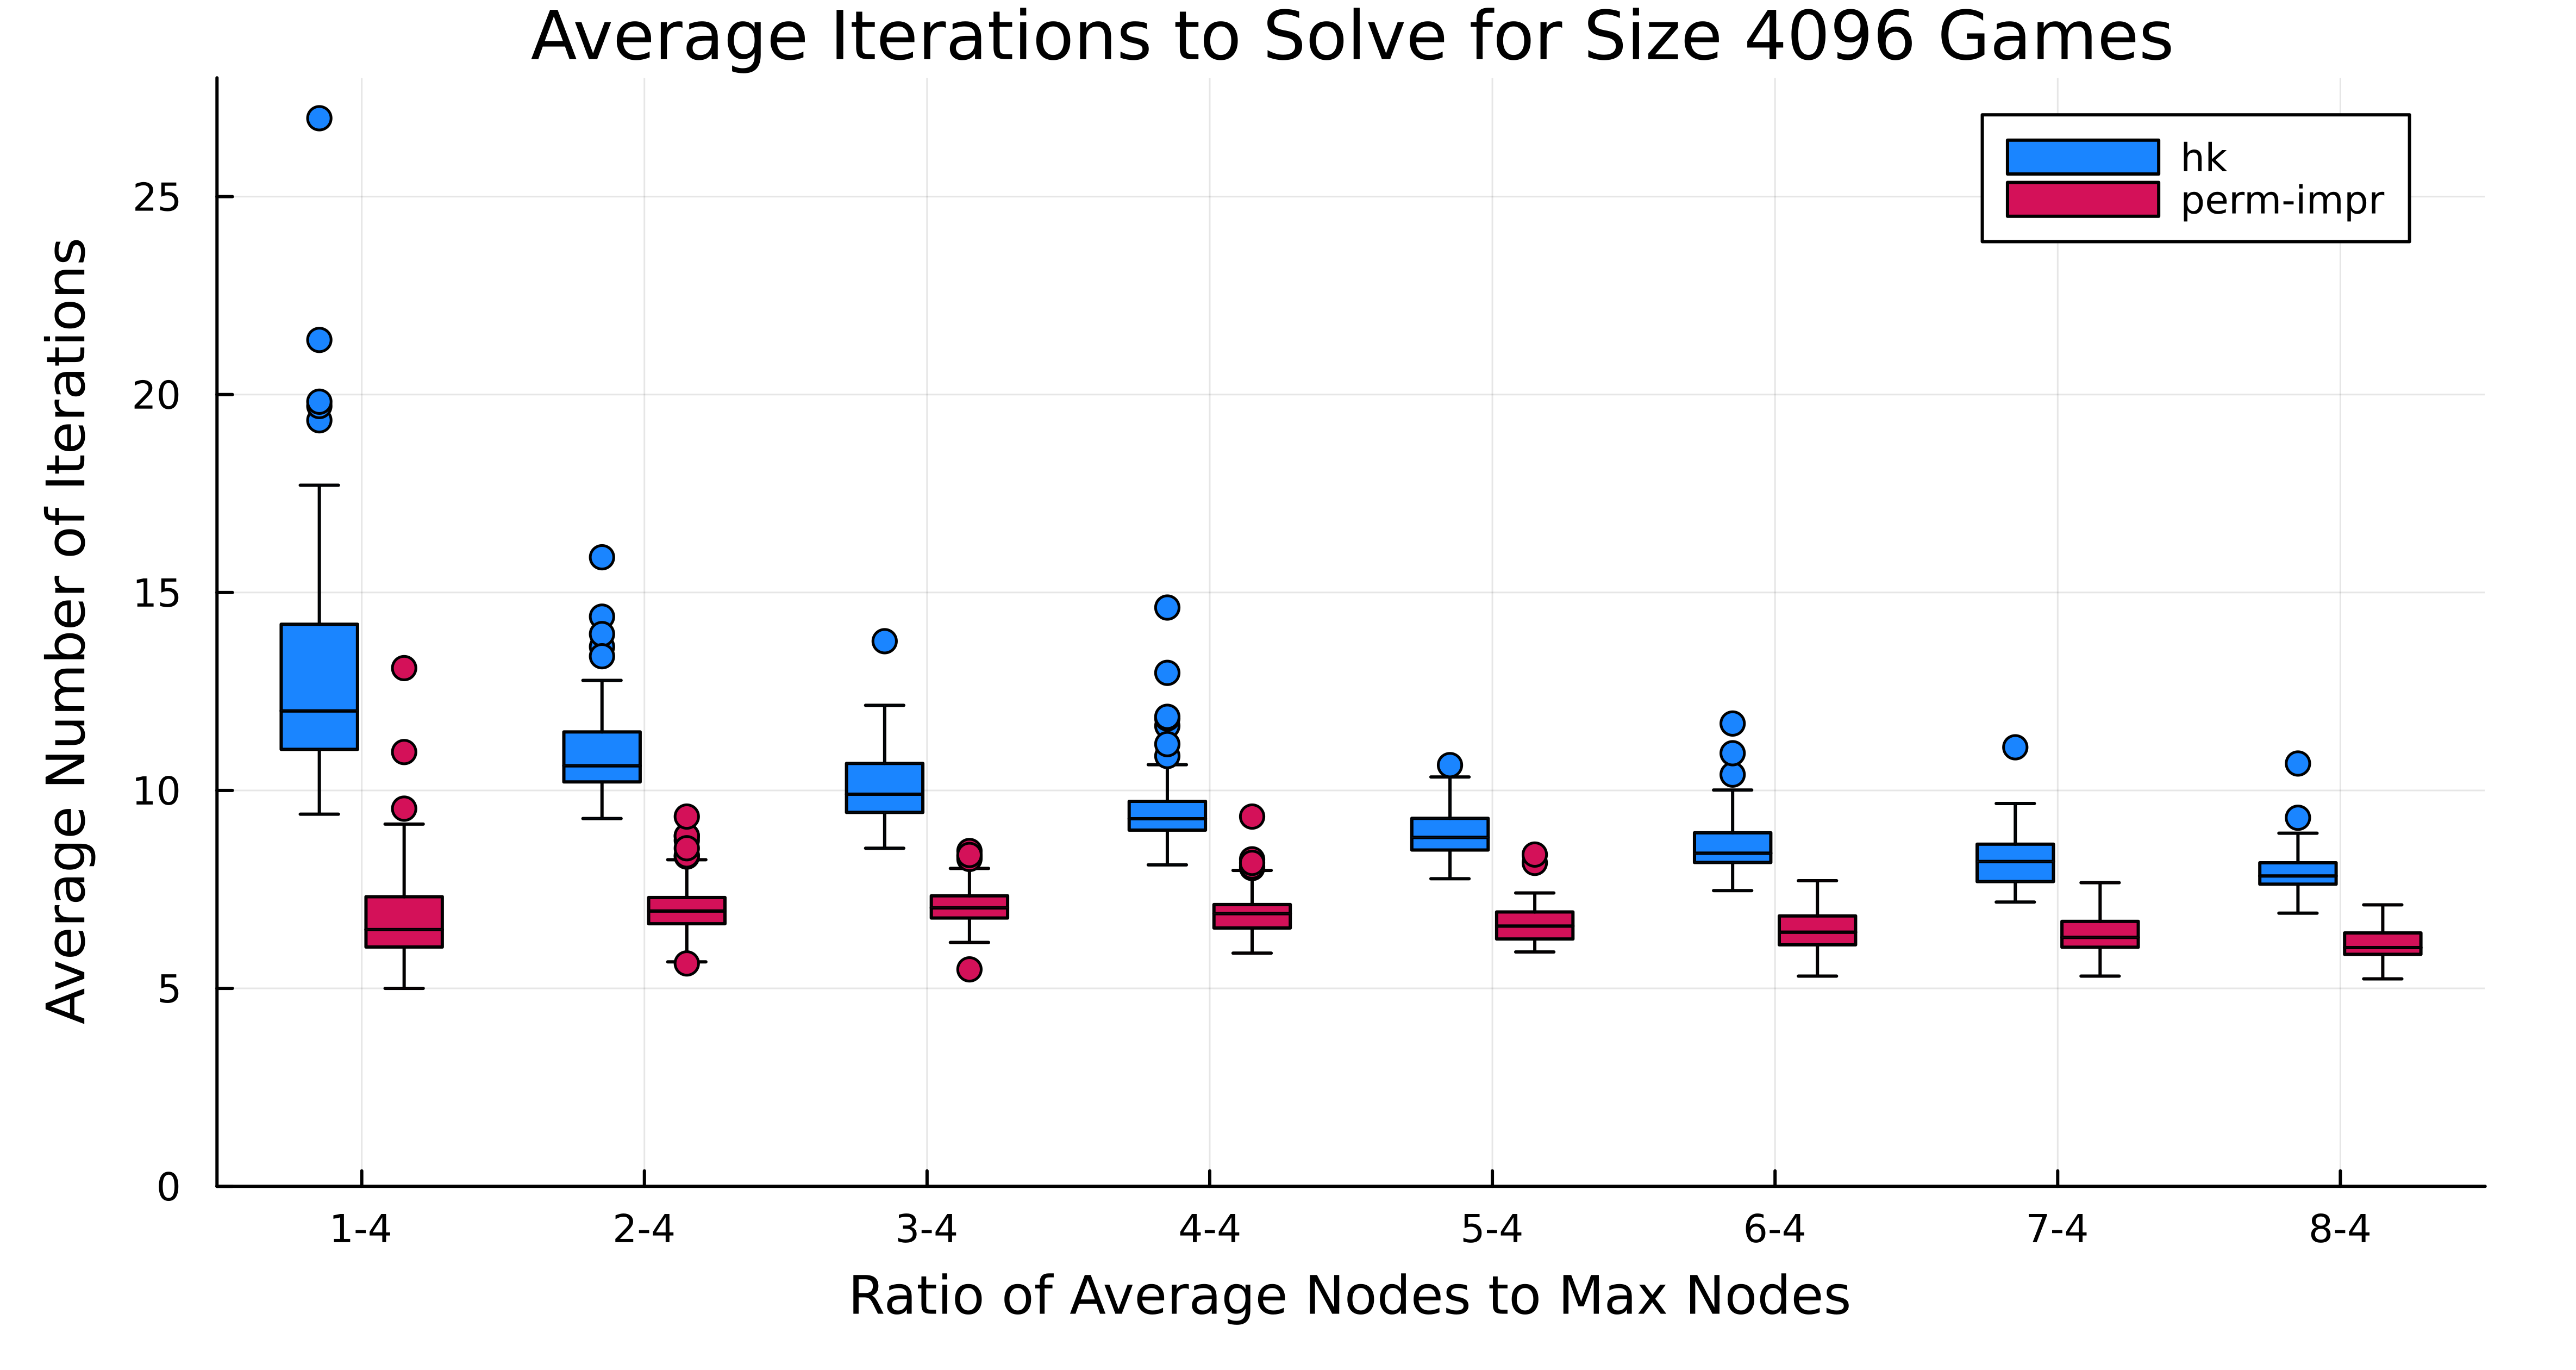 Average Iterations to Solve for Size 4096 Games
hk
perm-impr
Average Number of Iterations
25
20
15
10
5
0
1-4 2-4 3-4 4-4 5-4 6-4 7-4 8-4
Ratio of Average Nodes to Max Nodes